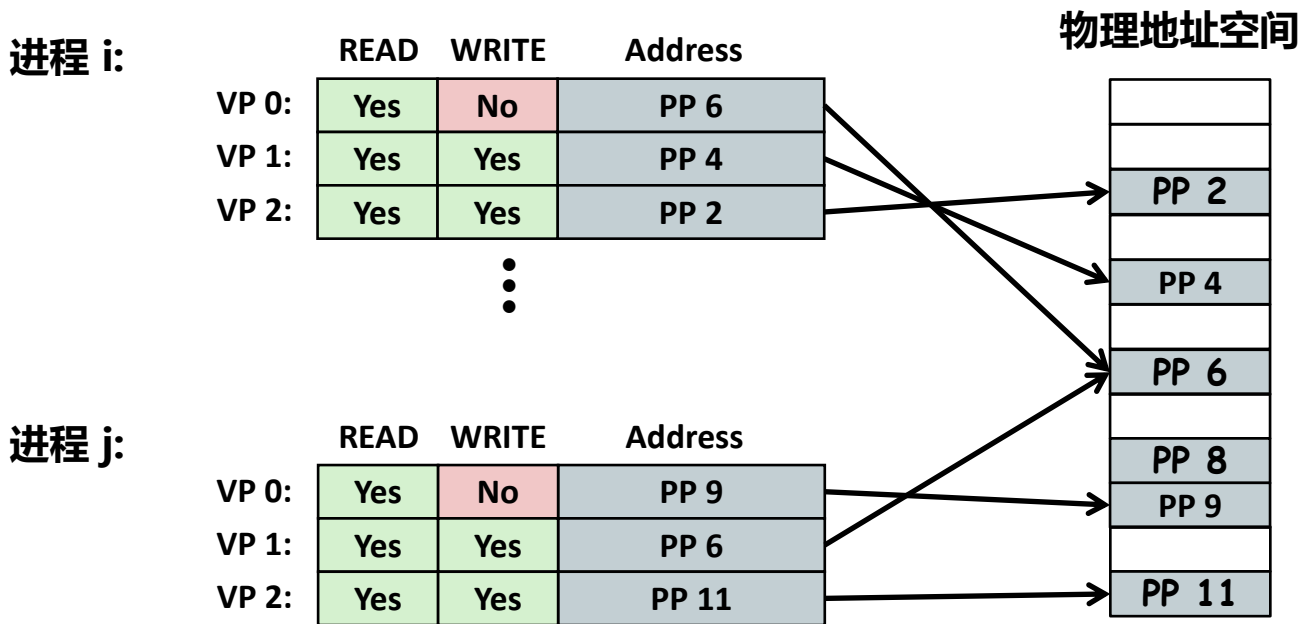 物理地址空间
进程 i:
READ WRITE Address
VP 0: Yes No PP 6
VP 1: Yes Yes PP 4
VP 2: Yes Yes PP 2
PP 2
PP 4
PP 6
进程 j:
READ WRITE Address
VP 0: Yes No PP 9
VP 1: Yes Yes PP 6
VP 2: Yes Yes PP 11
PP 8
PP 9
PP 11